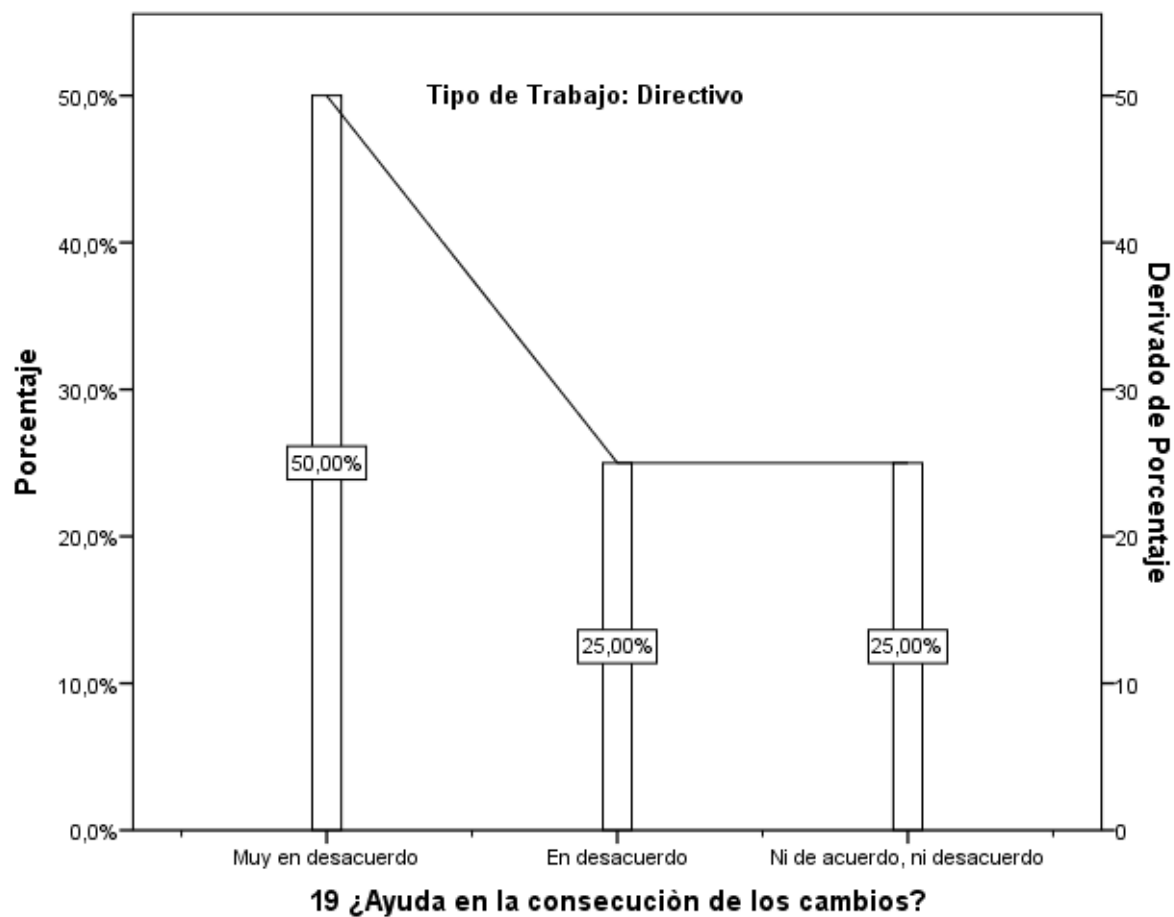 Tipo de Trabajo: Directivo
Porcentaje
50,0%
40,0%
30,0%
20,0%
10,0%
0,0%
50,00%
25,00%
25,00%
50
40
30
20
10
0
Derivado de Porcentaje
Muy en desacuerdo
En desacuerdo
Ni de acuerdo, ni desacuerdo
19 ¿Ayuda en la consecuciòn de los cambios?